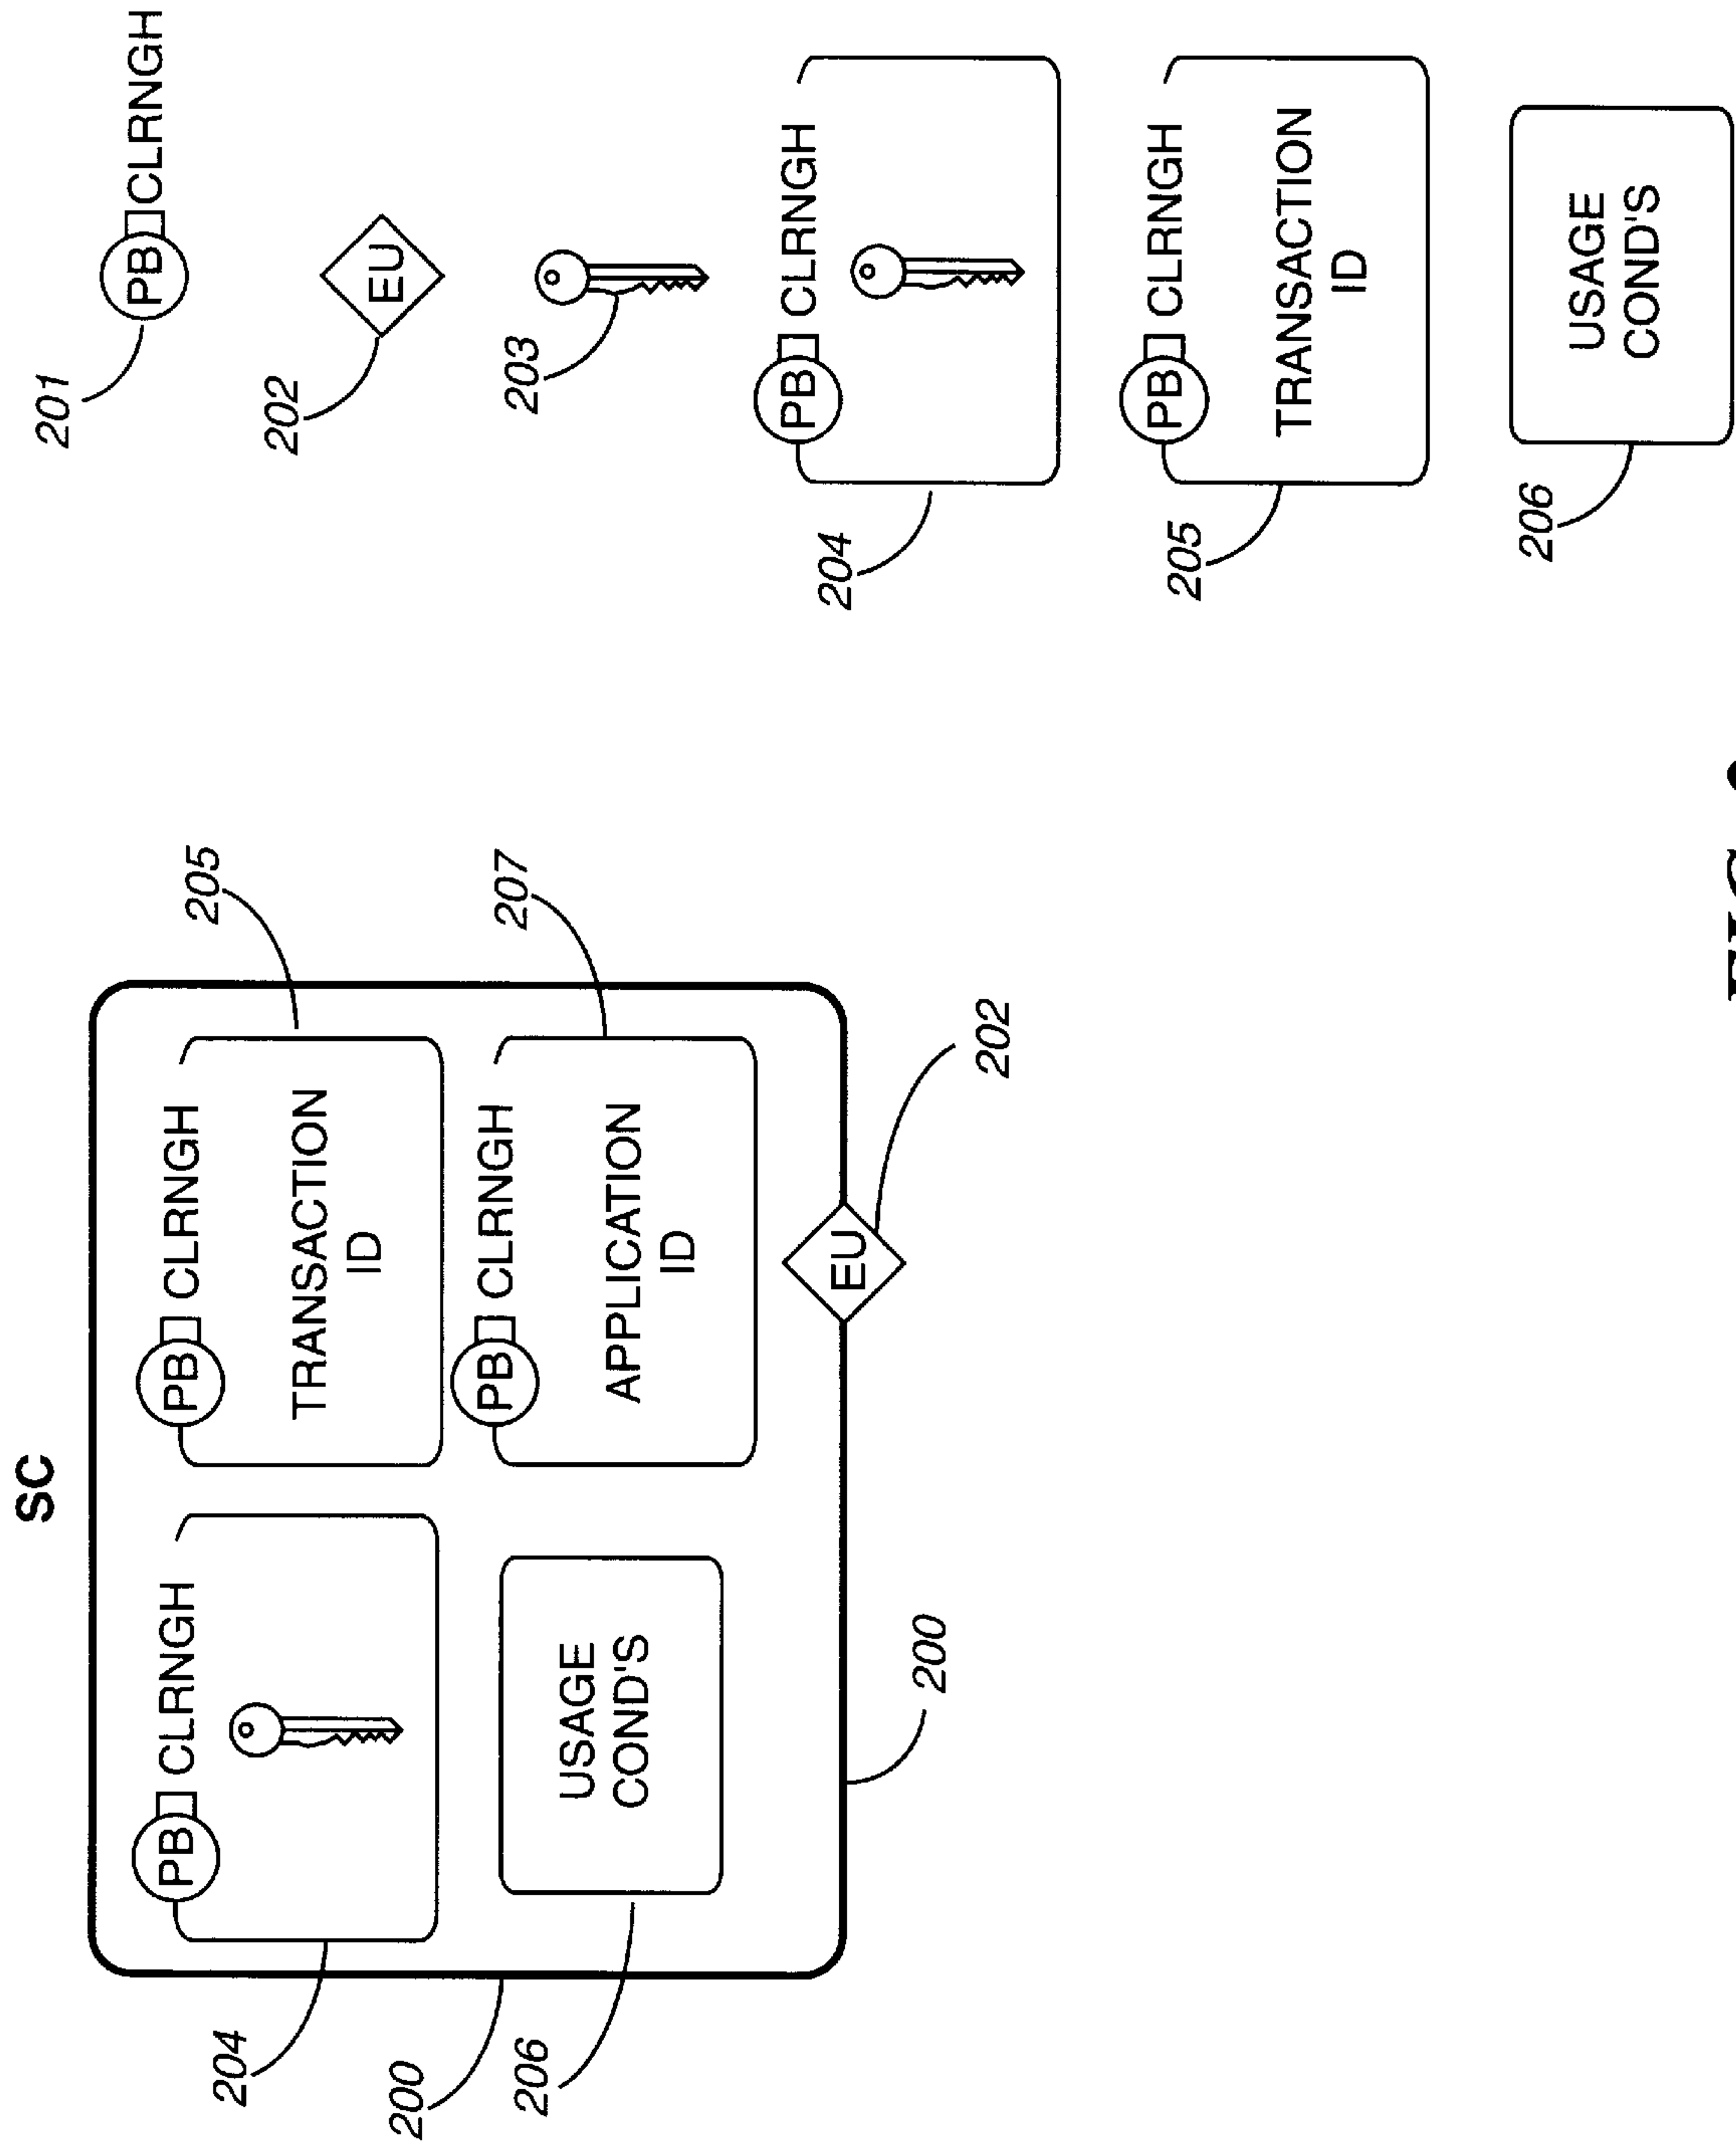 SC
204
PB CLRNGH
200
206
USAGE
COND'S
PB CLRNGH
TRANSACTION
ID
205
PB CLRNGH
APPLICATION
ID
207
EU
202
200
201
PB CLRNGH
202
EU
203
204
PB CLRNGH
205
PB CLRNGH
TRANSACTION
ID
206
USAGE
COND'S